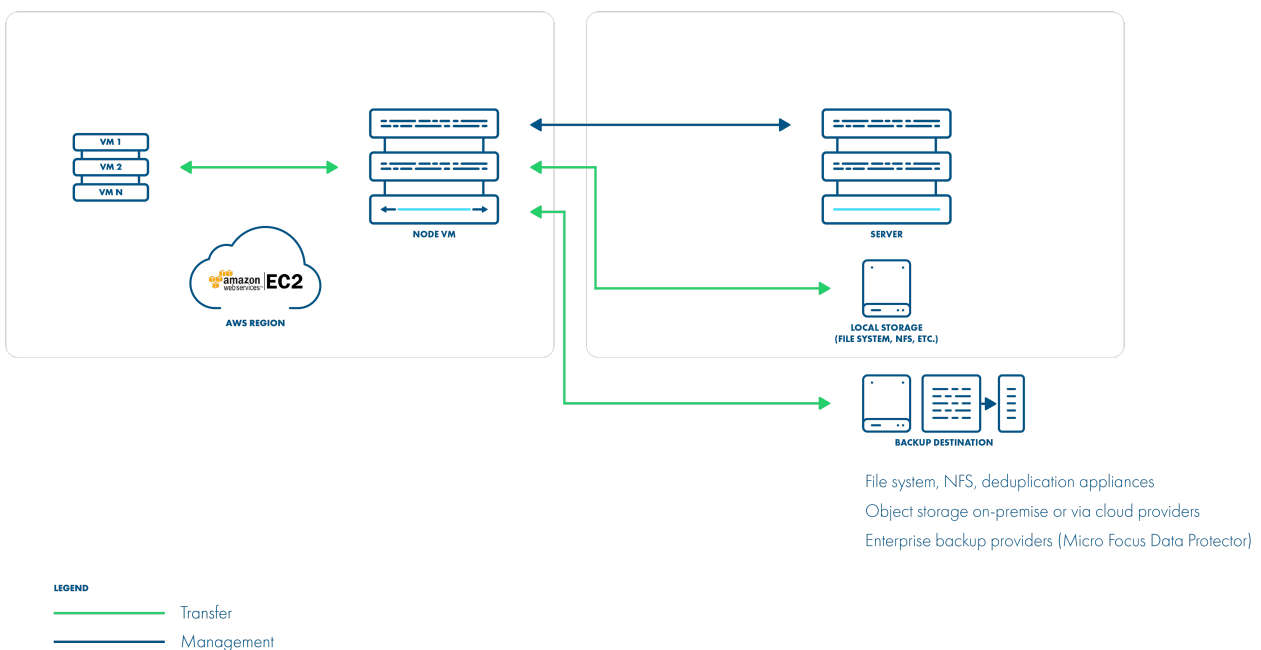 VM 1
VM 2
VM N
NODE VM
SERVER
amazon
webservices™
EC2
AWS REGION
LOCAL STORAGE
(FILE SYSTEM, NFS, ETC.)
BACKUP DESTINATION
File system, NFS, deduplication appliances
Object storage on-premise or via cloud providers
Enterprise backup providers (Micro Focus Data Protector)
LEGEND
Transfer
Management